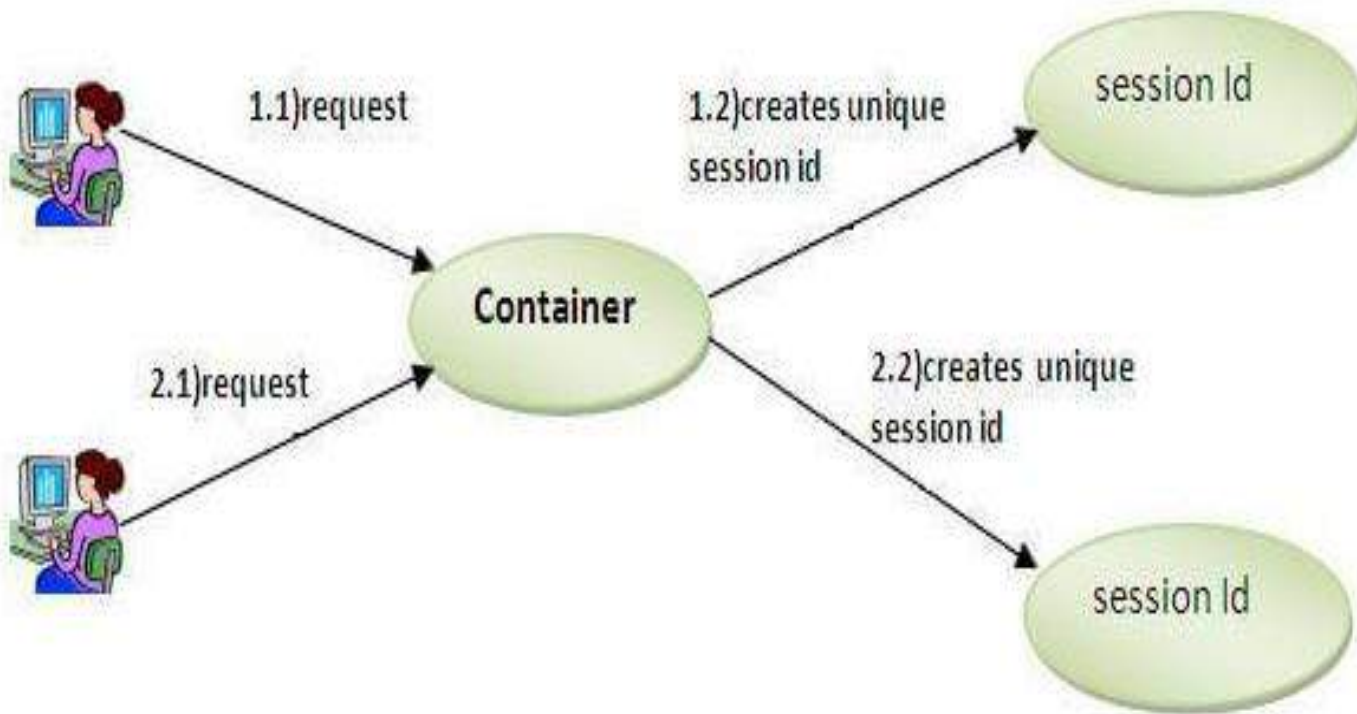 1.1)request
1.2)creates unique
session id
session Id
Container
2.1)request
2.2)creates unique
session id
session Id